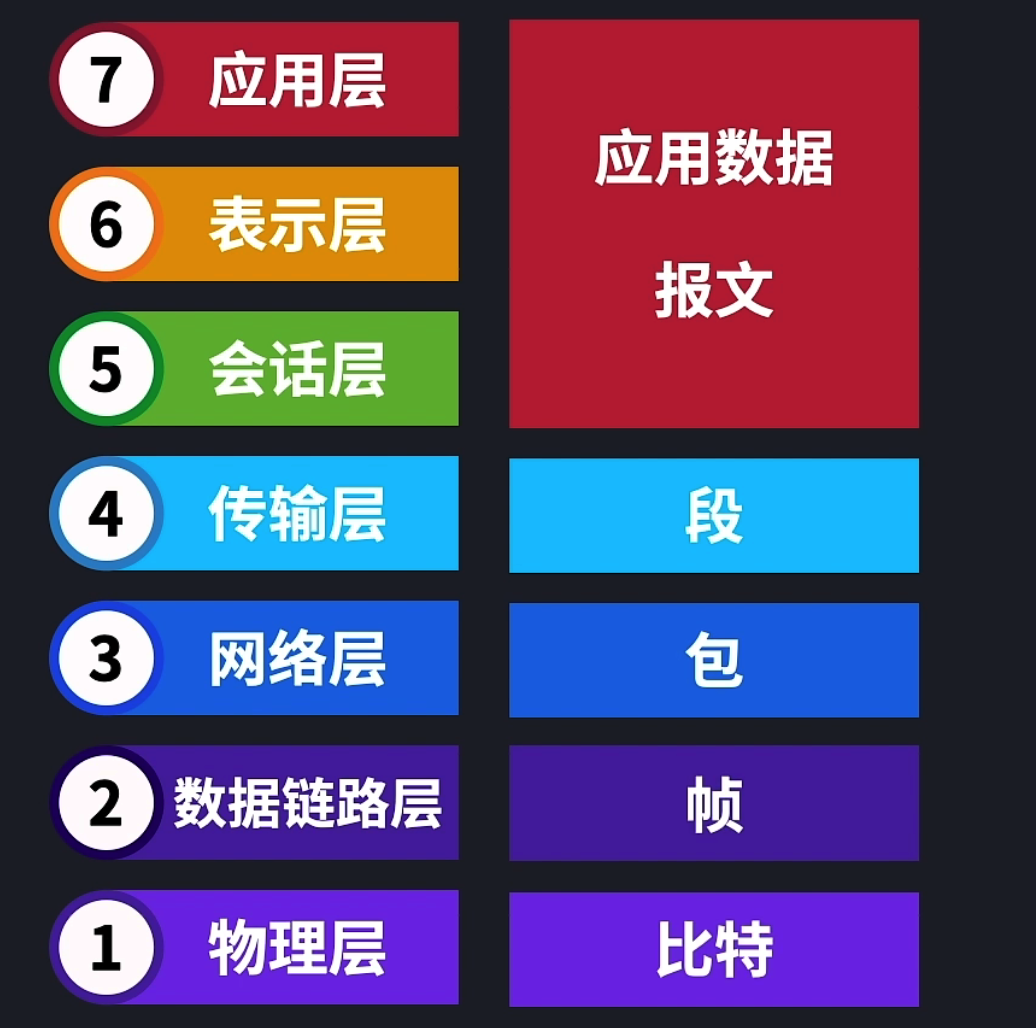 7 应用层
6 表示层
5 会话层
应用数据
报文
4 传输层
段
3 网络层
包
2 数据链路层
帧
1 物理层
比特